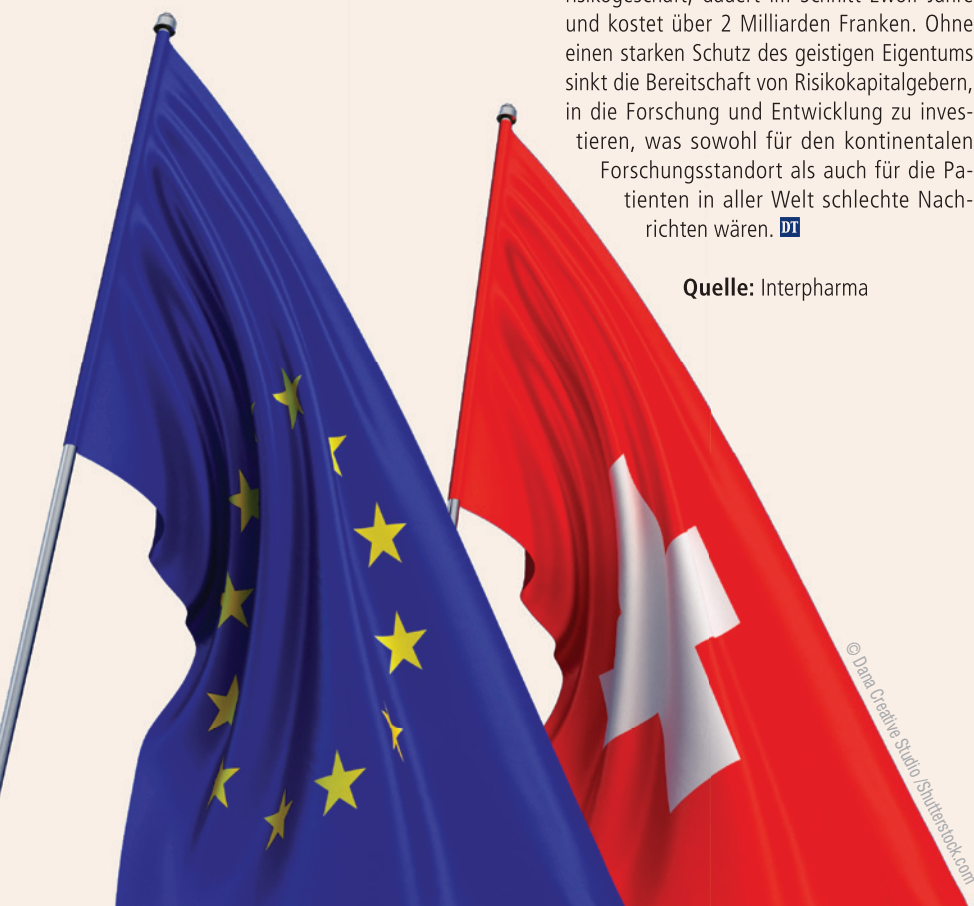 und kostet über 2 Milliarden Franken. Ohne
einen starken Schutz des geistigen Eigentums
sinkt die Bereitschaft von Risikokapitalgebern,
in die Forschung und Entwicklung zu inves-
tieren, was sowohl für den kontinentalen
Forschungsstandort als auch für die Pa-
tienten in aller Welt schlechte Nach-
richten wären. DT
Quelle: Interpharma
© Dana Creative Studio /Shutterstock.com